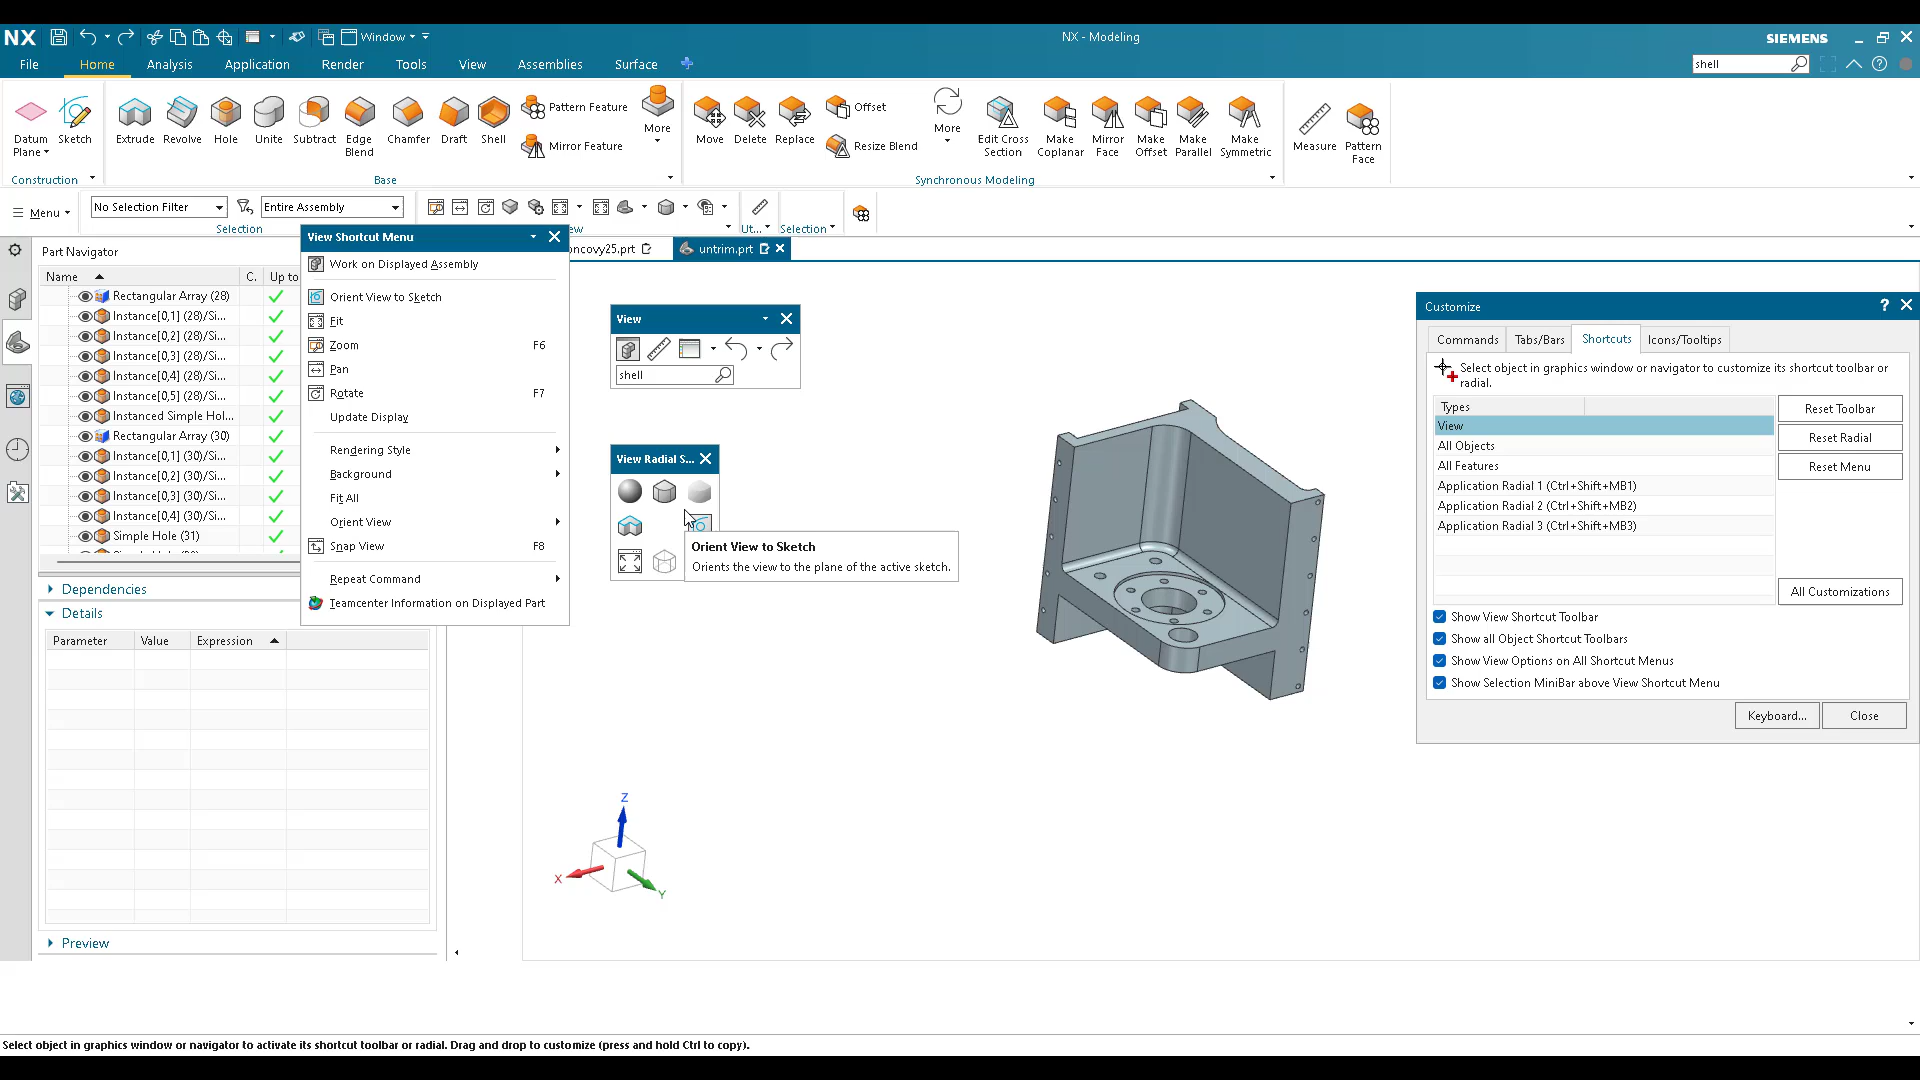 NX
Window
NX - Modeling
SIEMENS
File
Home
Analysis
Application
Render
Tools
View
Assemblies
Surface
shell
Datum Plane
Sketch
Extrude
Revolve
Hole
Unite
Subtract
Edge Blend
Chamfer
Draft
Shell
Pattern Feature
Mirror Feature
More
Move
Delete
Replace
Offset
Resize Blend
More
Edit Cross Section
Make Coplanar
Mirror Face
Make Offset
Make Parallel
Make Symmetric
Measure
Pattern Face
Construction
Base
Synchronous Modeling
Menu
No Selection Filter
Entire Assembly
Selection
ew
Ut...
Selection
Part Navigator
Name
C.
Up to
Rectangular Array (28)
Instance[0,1] (28)/Si...
Instance[0,2] (28)/Si...
Instance[0,3] (28)/Si...
Instance[0,4] (28)/Si...
Instance[0,5] (28)/Si...
Instanced Simple Hol...
Rectangular Array (30)
Instance[0,1] (30)/Si...
Instance[0,2] (30)/Si...
Instance[0,3] (30)/Si...
Instance[0,4] (30)/Si...
Simple Hole (31)
Dependencies
Details
Parameter
Value
Expression
Preview
View Shortcut Menu
Work on Displayed Assembly
Orient View to Sketch
Fit
Zoom F6
Pan
Rotate F7
Update Display
Rendering Style
Background
Fit All
Orient View
Snap View F8
Repeat Command
Teamcenter Information on Displayed Part
oncovy25.prt
untrim.prt
View
shell
View Radial S...
Orient View to Sketch
Orients the view to the plane of the active sketch.
Z
X
Y
Customize
?
Commands
Tabs/Bars
Shortcuts
Icons/Tooltips
Select object in graphics window or navigator to customize its shortcut toolbar or
radial.
Types
View
All Objects
All Features
Application Radial 1 (Ctrl+Shift+MB1)
Application Radial 2 (Ctrl+Shift+MB2)
Application Radial 3 (Ctrl+Shift+MB3)
Reset Toolbar
Reset Radial
Reset Menu
All Customizations
Show View Shortcut Toolbar
Show all Object Shortcut Toolbars
Show View Options on All Shortcut Menus
Show Selection MiniBar above View Shortcut Menu
Keyboard...
Close
Select object in graphics window or navigator to activate its shortcut toolbar or radial. Drag and drop to customize (press and hold Ctrl to copy).